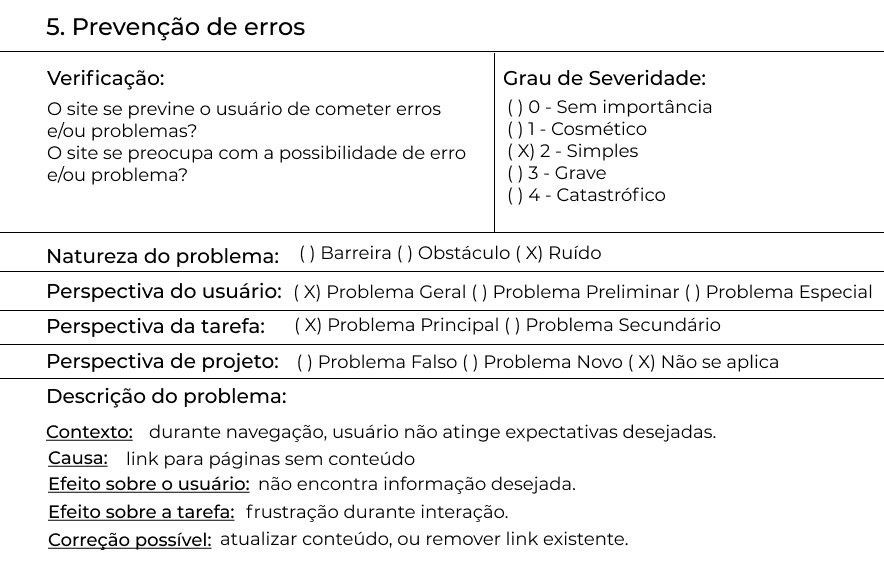 5. Prevenção de erros
Verificação:
O site se previne o usuário de cometer erros
e/ou problemas?
O site se preocupa com a possibilidade de erro
e/ou problema?
Grau de Severidade:
( ) 0 - Sem importância
( ) 1 - Cosmético
( X) 2 - Simples
( ) 3 - Grave
( ) 4 - Catastrófico
Natureza do problema: ( ) Barreira ( ) Obstáculo ( X) Ruído
Perspectiva do usuário: ( X) Problema Geral ( ) Problema Preliminar ( ) Problema Especial
Perspectiva da tarefa: ( X) Problema Principal ( ) Problema Secundário
Perspectiva de projeto: ( ) Problema Falso ( ) Problema Novo ( X) Não se aplica
Descrição do problema:
Contexto: durante navegação, usuário não atinge expectativas desejadas.
Causa: link para páginas sem conteúdo
Efeito sobre o usuário: não encontra informação desejada.
Efeito sobre a tarefa: frustração durante interação.
Correção possível: atualizar conteúdo, ou remover link existente.